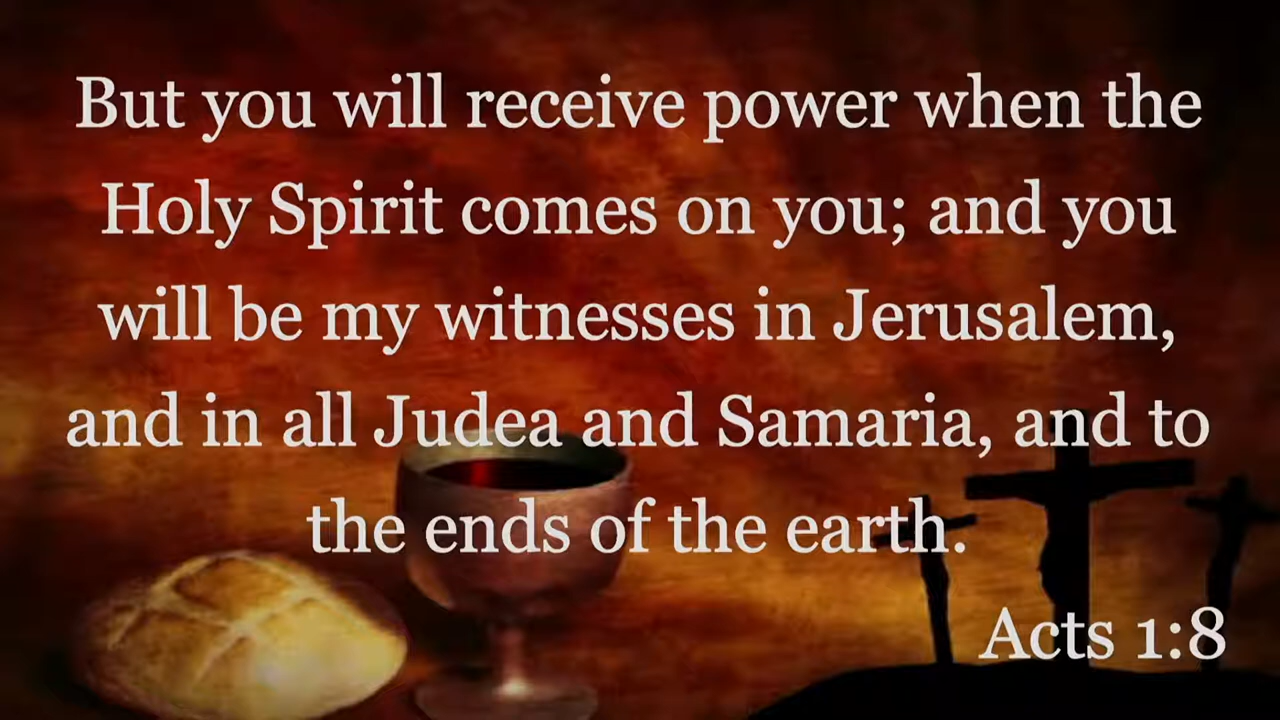 But you will receive power when the
Holy Spirit comes on you; and you
will be my witnesses in Jerusalem,
and in all Judea and Samaria, and to
the ends of the earth.
Acts 1:8